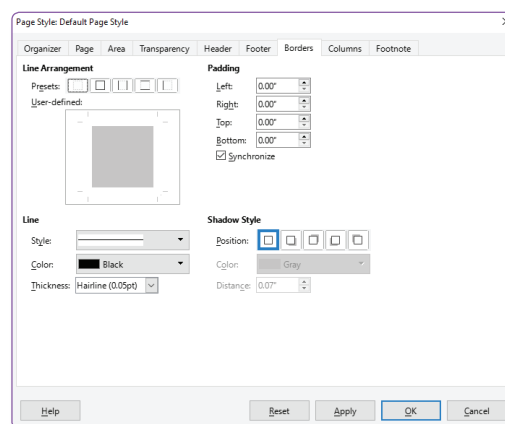 Page Style: Default Page Style
Organizer Page Area Transparency Header Footer Borders Columns Footnote
Line Arrangement
Presets:
User-defined:
Padding
Left: 0.00"
Right: 0.00"
Top: 0.00"
Bottom: 0.00"
Synchronize
Line
Style:
Color: Black
Thickness: Hairline (0.05pt)
Shadow Style
Position:
Color: Gray
Distance: 0.07"
Help Reset Apply OK Cancel